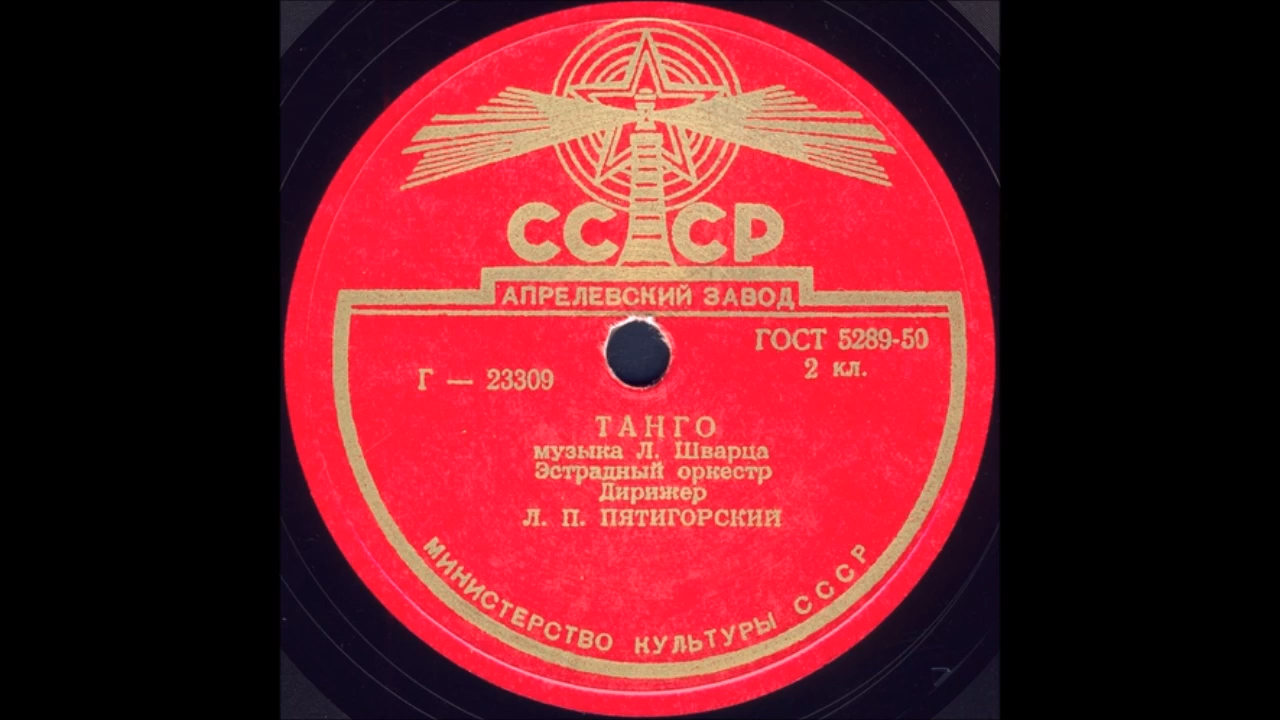 СССР
АПРЕЛЕВСКИЙ ЗАВОД
ГОСТ 5289-50
2 кл.
Г — 23309
ТАНГО
музыка Л. Шварца
Эстрадный оркестр
Дирижер
Л. П. ПЯТИГОРСКИЙ
МИНИСТЕРСТВО КУЛЬТУРЫ СССР